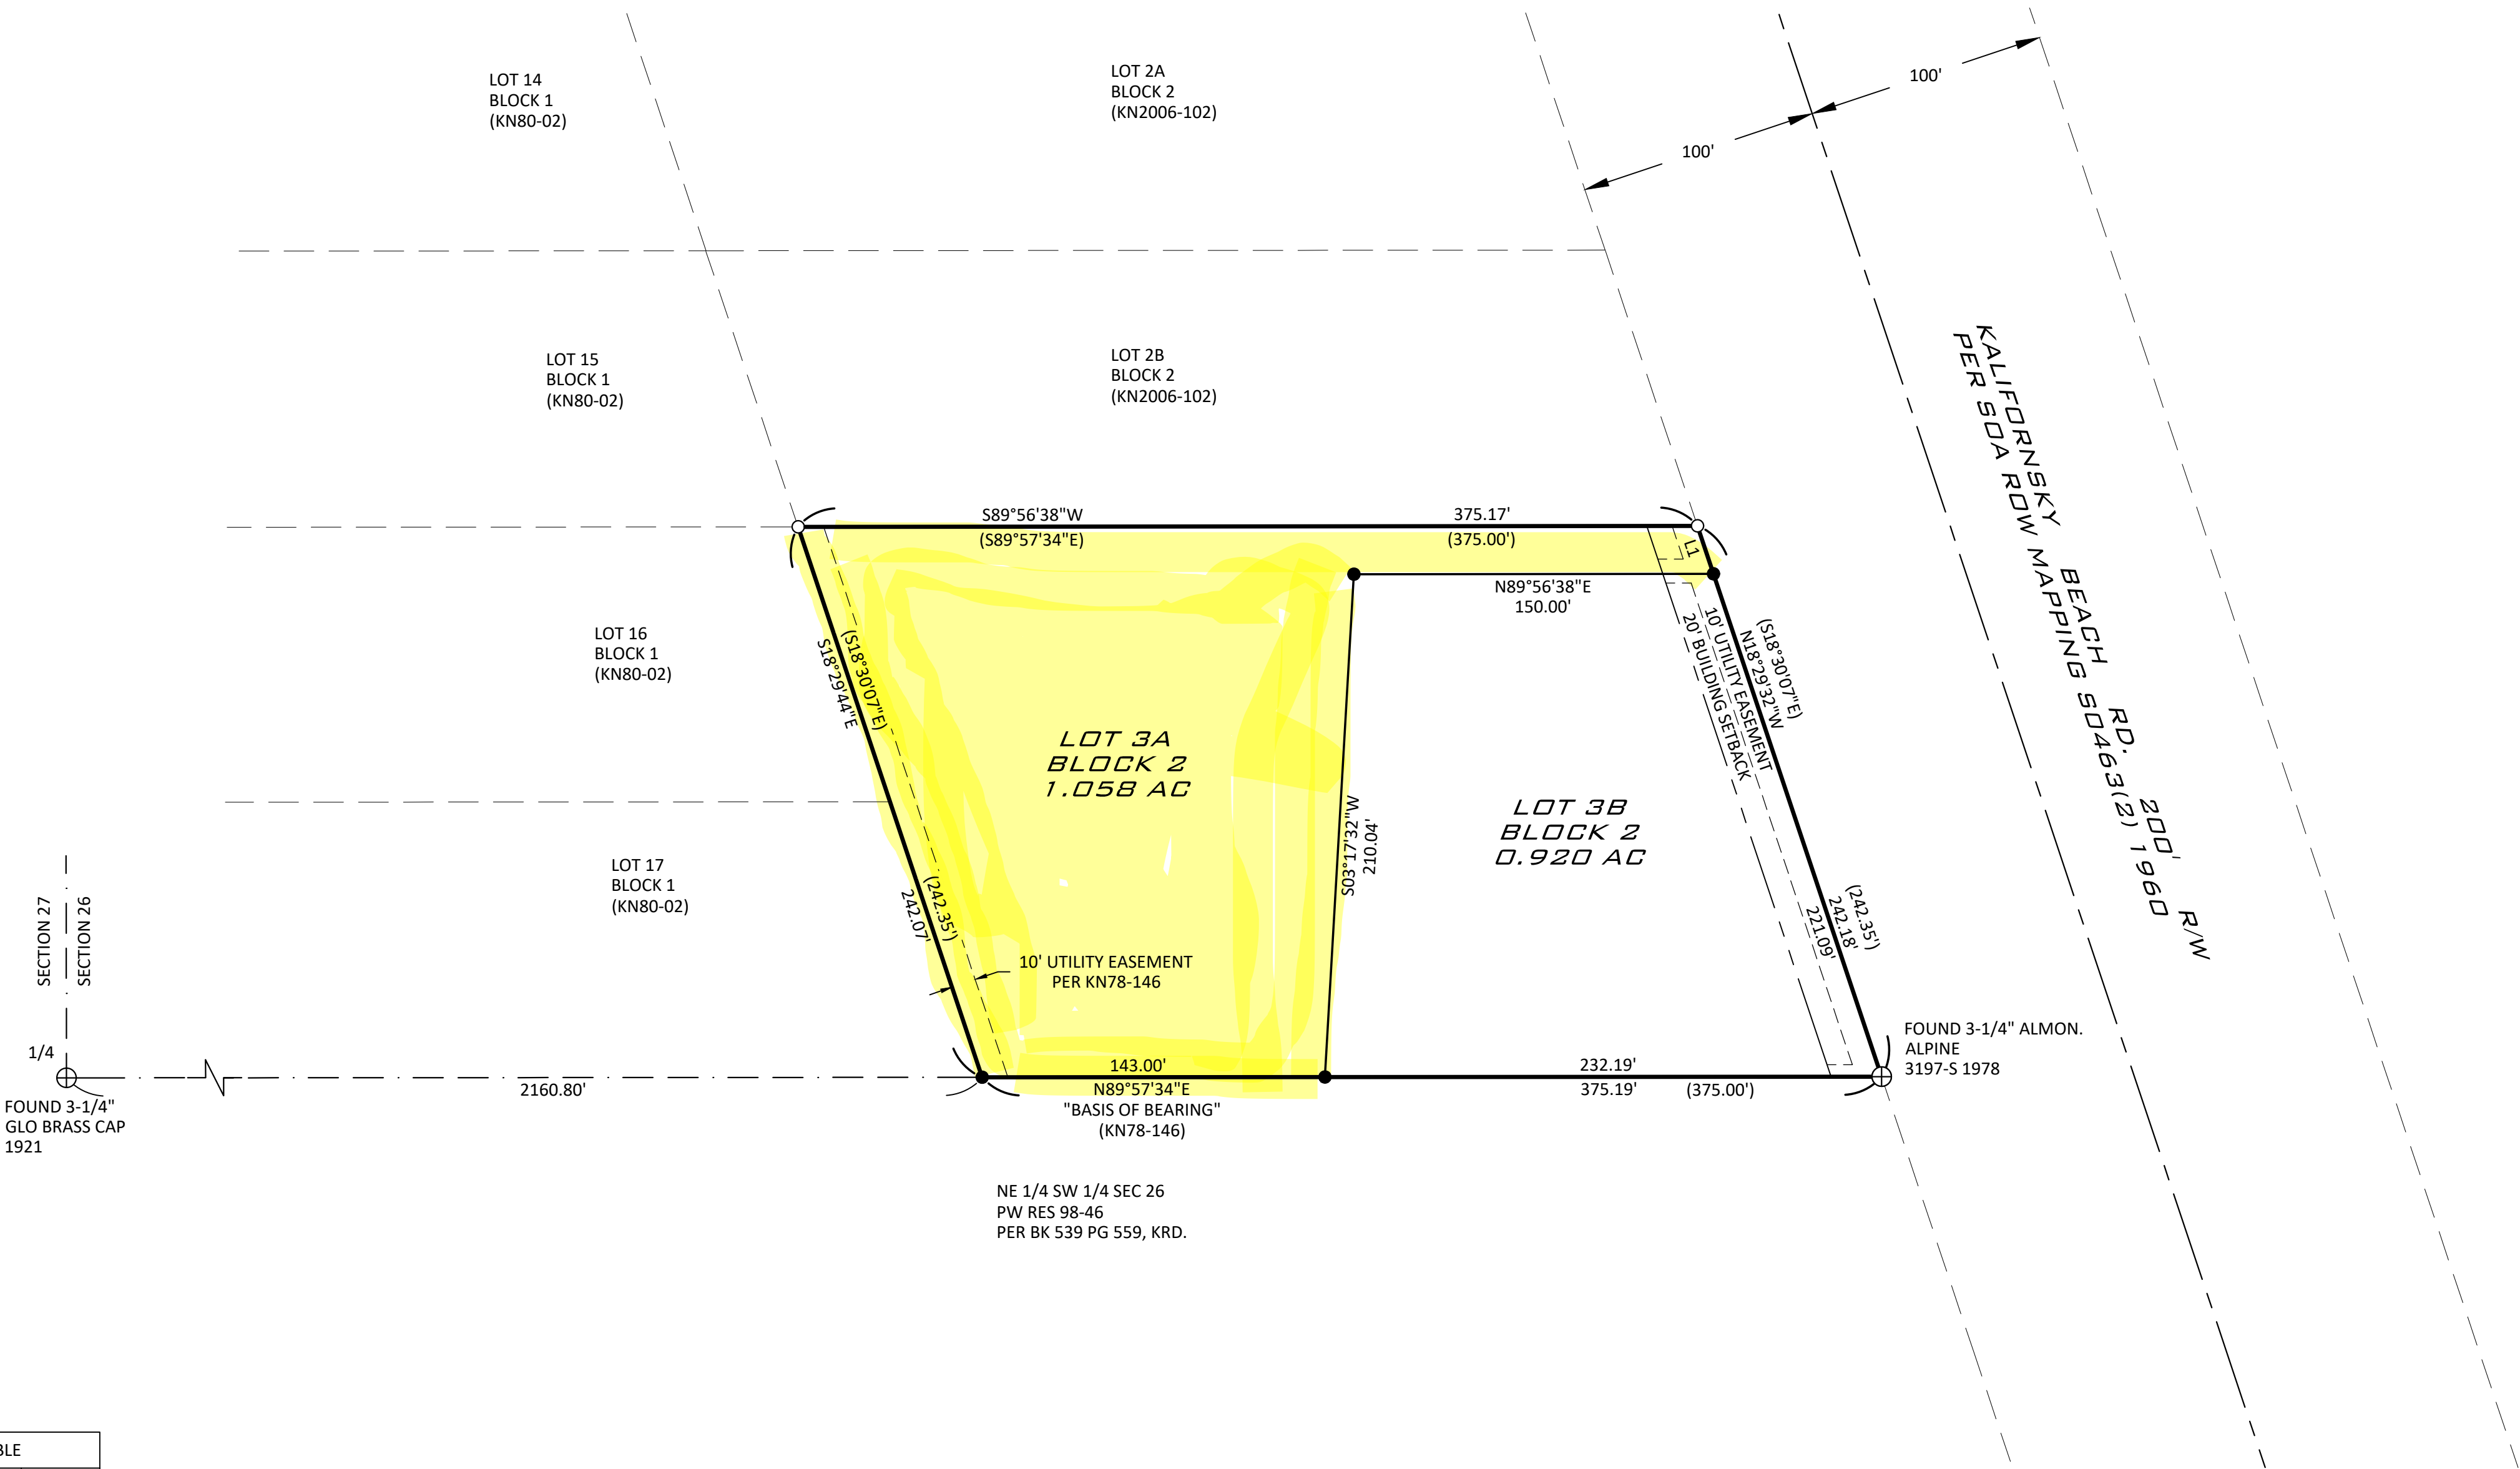 LOT 14
BLOCK 1
(KN80-02)
LOT 2A
BLOCK 2
(KN2006-102)
100'
100'
LOT 15
BLOCK 1
(KN80-02)
LOT 2B
BLOCK 2
(KN2006-102)
KALIFORNSKY BEACH RD. 200' R/W
PER SOA ROW MAPPING S0463(2) 1960
S89°56'38"W
375.17'
(S89°57'34"E)
(375.00')
L1
N89°56'38"E
150.00'
LOT 16
BLOCK 1
(KN80-02)
(S18°30'07"E)
S18°29'44"E
(242.35')
242.07'
LOT 3A
BLOCK 2
1.058 AC
S03°17'32"W
210.04'
LOT 3B
BLOCK 2
0.920 AC
(S18°30'07"E)
N18°29'32"W
10' UTILITY EASEMENT
20' BUILDING SETBACK
(242.35')
242.18'
221.09'
LOT 17
BLOCK 1
(KN80-02)
SECTION 27
SECTION 26
10' UTILITY EASEMENT
PER KN78-146
1/4
FOUND 3-1/4"
GLO BRASS CAP
1921
2160.80'
143.00'
N89°57'34"E
"BASIS OF BEARING"
(KN78-146)
232.19'
375.19'
(375.00')
FOUND 3-1/4" ALMON.
ALPINE
3197-S 1978
NE 1/4 SW 1/4 SEC 26
PW RES 98-46
PER BK 539 PG 559, KRD.
BLE